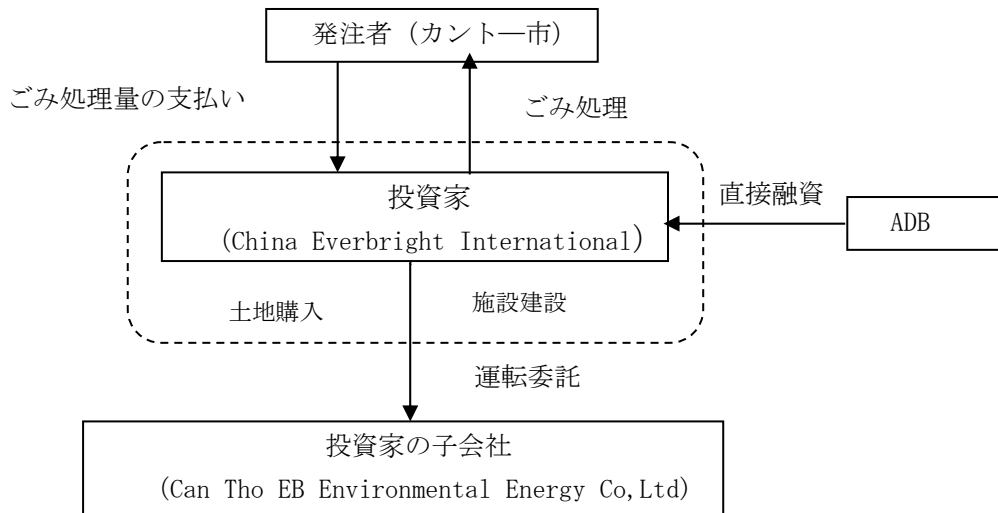 発注者（カント―市）
ごみ処理量の支払い
ごみ処理
投資家
(China Everbright International)
直接融資
ADB
土地購入
施設建設
運転委託
投資家の子会社
(Can Tho EB Environmental Energy Co,Ltd)